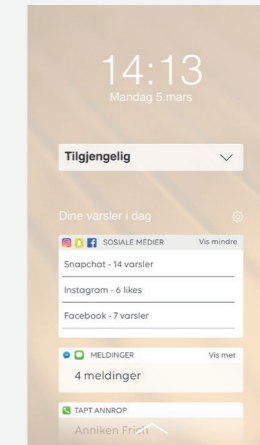 14:13
Mandag 5.mars
Tilgjengelig
Dine varsler i dag
SOSIALE MEDIER Vis mindre
Snapchat - 14 varsler
Instagram - 6 likes
Facebook - 7 varsler
MELDINGER Vis mer
4 meldinger
TAPT ANNROP
Anniken Frich